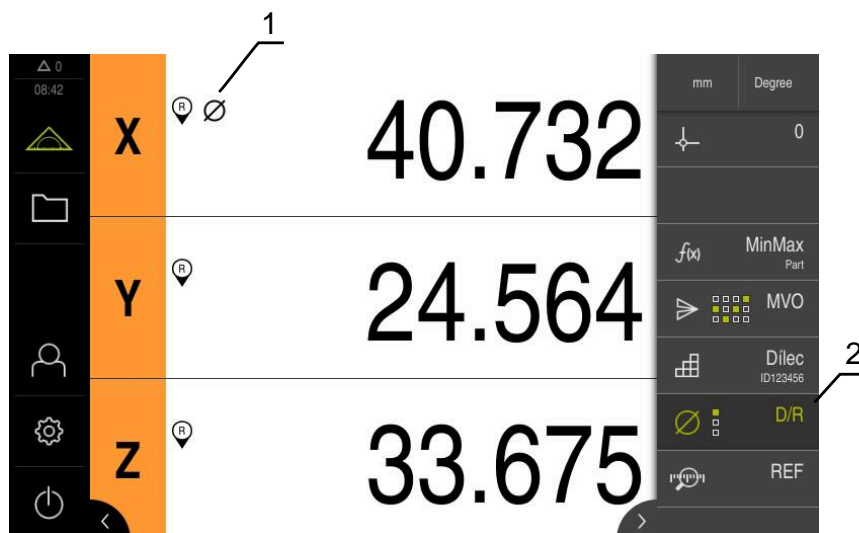 1
△ 0
08:42
X
R
Ø
40.732
mm
Degree
0
Y
R
24.564
f(x)
MinMax
Part
MVO
Dílec
ID123456
2
Ø
D/R
Z
R
33.675
REF